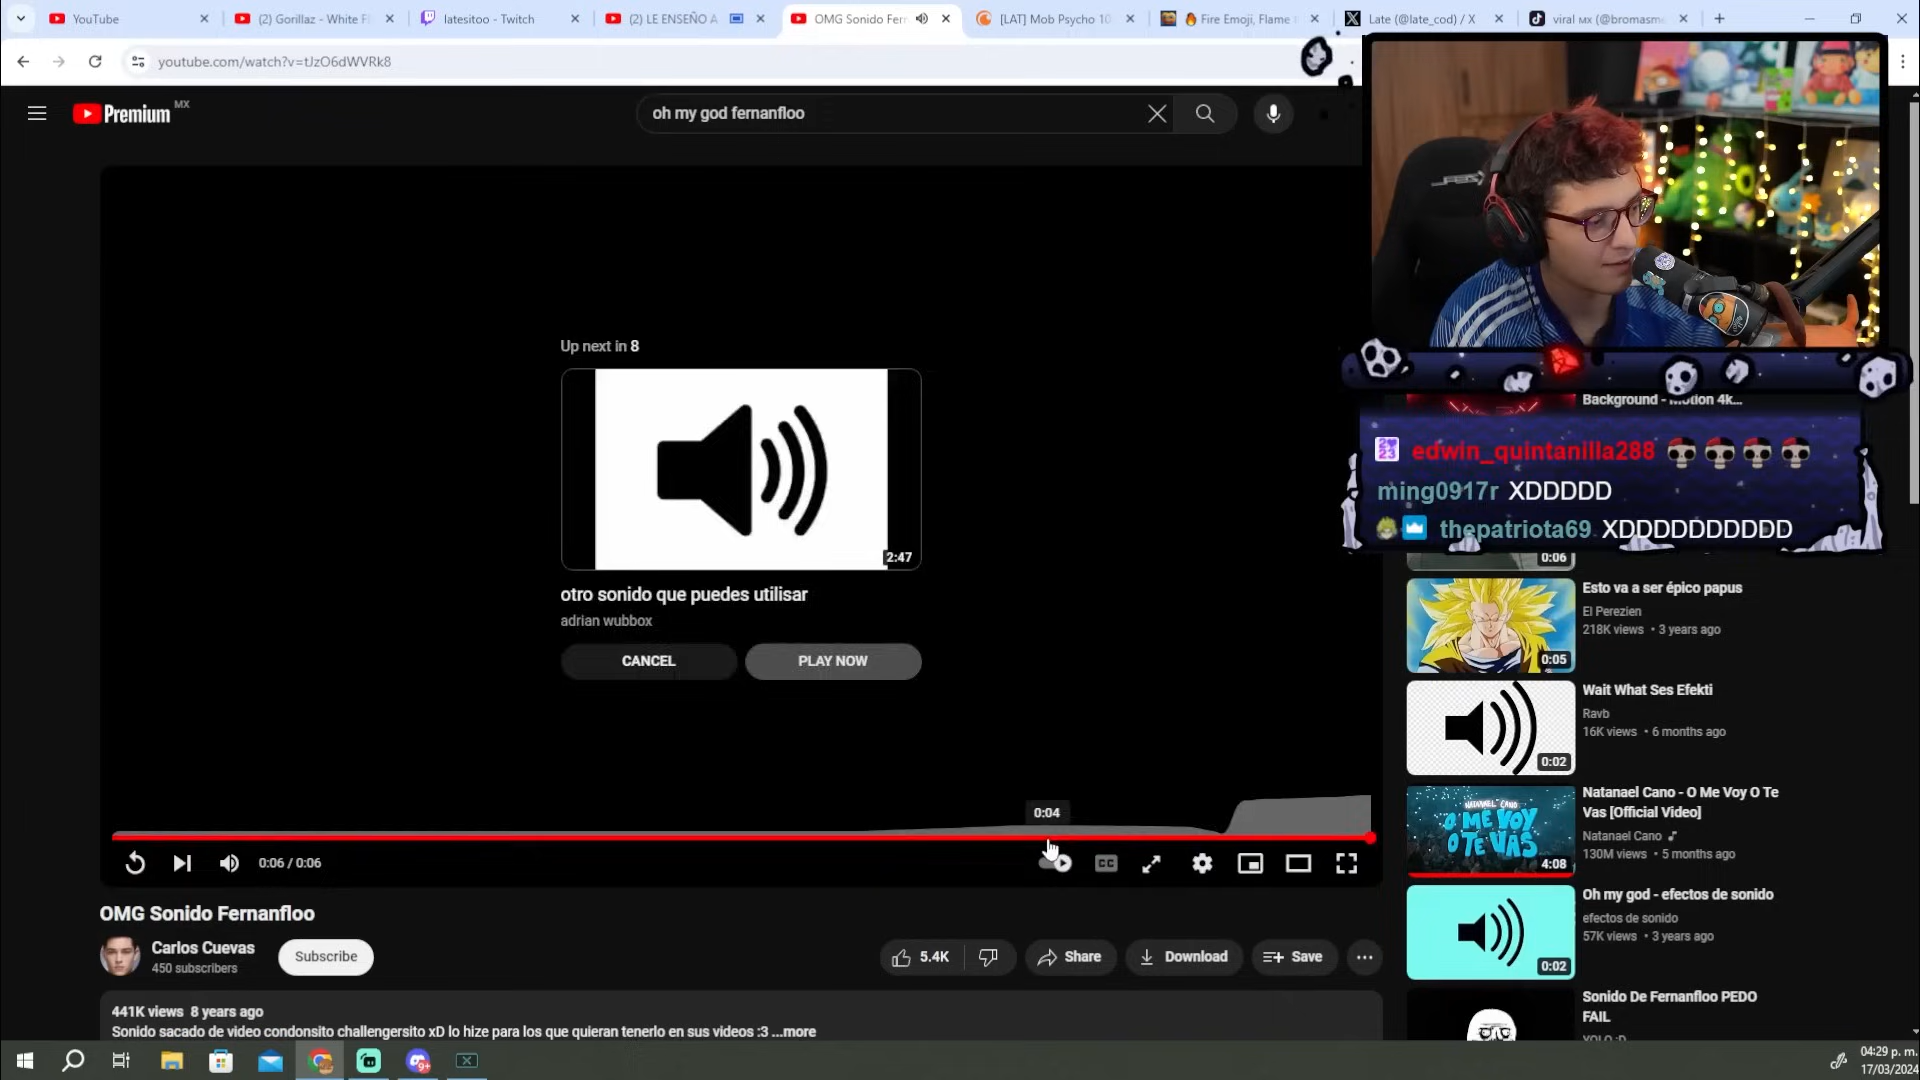 YouTube
(2) Gorillaz - White Fl
latesitoo - Twitch
(2) LE ENSEÑO A
OMG Sonido Fern
[LAT] Mob Psycho 10
🔥 Fire Emoji, Flame
Late (@late_cod) / X
viral мx (@bromasm
youtube.com/watch?v=tJzO6dWVRk8
Premium MX
oh my god fernanfloo
Up next in 8
2:47
otro sonido que puedes utilisar
adrian wubbox
CANCEL
PLAY NOW
0:04
0:06 / 0:06
CC
OMG Sonido Fernanfloo
Carlos Cuevas
450 subscribers
Subscribe
5.4K
Share
Download
Save
441K views 8 years ago
Sonido sacado de video condonsito challengersito xD lo hize para los que quieran tenerlo en sus videos :3 ...more
Background - Motion 4k...
edwin_quintanilla288
ming0917r XDDDDD
thepatriota69 XDDDDDDDDDD
0:06
Esto va a ser épico papus
El Perezien
218K views • 3 years ago
0:05
Wait What Ses Efekti
Ravb
16K views • 6 months ago
0:02
NATANAEL CANO
O ME VOY
O TE VAS
4:08
Natanael Cano - O Me Voy O Te
Vas [Official Video]
Natanael Cano
130M views • 5 months ago
Oh my god - efectos de sonido
efectos de sonido
57K views • 3 years ago
0:02
Sonido De Fernanfloo PEDO
FAIL
YOLO :D
9+
04:29 p. m.
17/03/2024